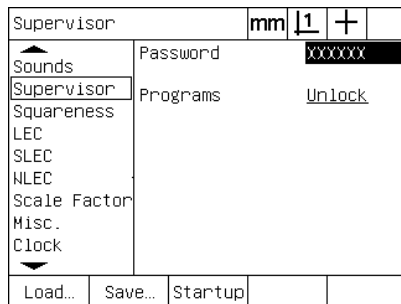 Supervisor mm 1
Sounds
Supervisor
Squareness
LEC
SLEC
NLEC
Scale Factor
Misc.
Clock
Password XXXXXX
Programs Unlock
Load... Save... Startup